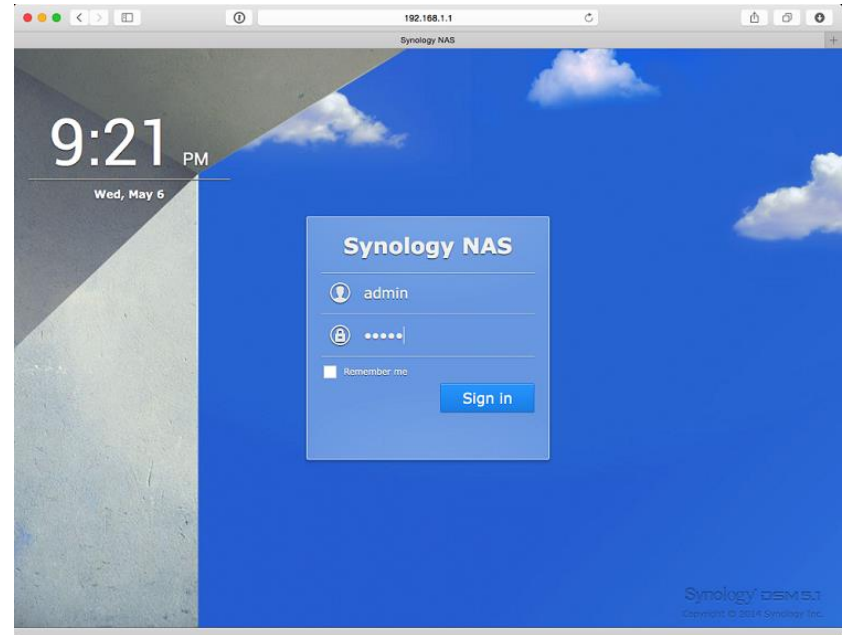 192.168.1.1
Synology NAS
9:21 PM
Wed, May 6
Synology NAS
admin
•••••
Remember me
Sign in
Synology DSM 5.1
Copyright © 2014 Synology Inc.